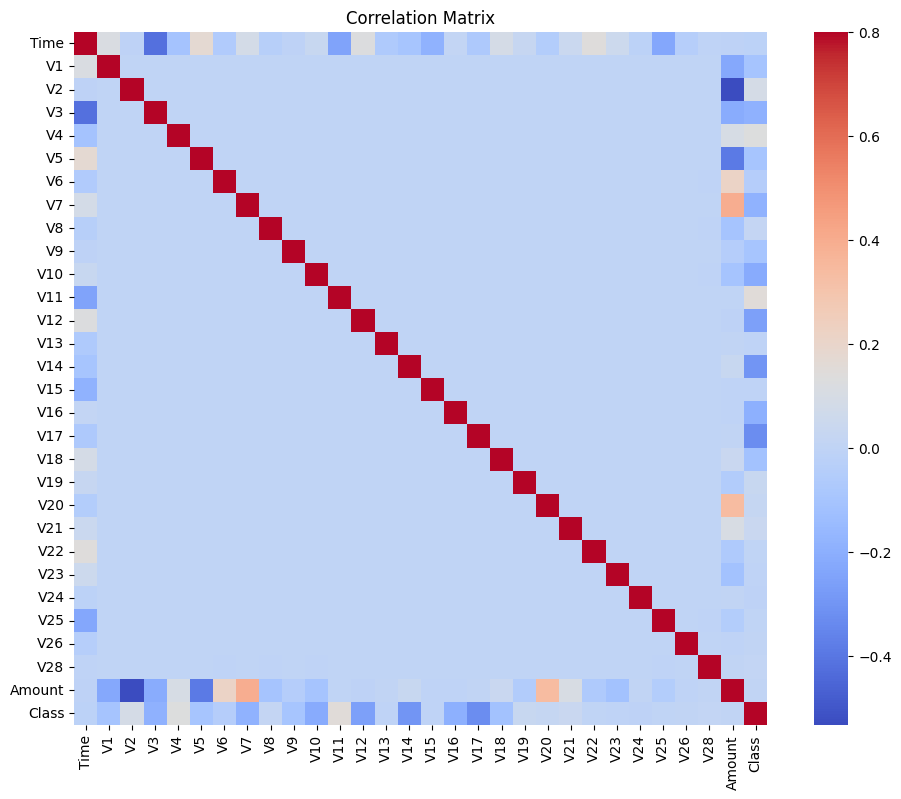 Correlation Matrix
Time
V1
V2
V3
V4
V5
V6
V7
V8
V9
V10
V11
V12
V13
V14
V15
V16
V17
V18
V19
V20
V21
V22
V23
V24
V25
V26
V28
Amount
Class
Time
V1
V2
V3
V4
V5
V6
V7
V8
V9
V10
V11
V12
V13
V14
V15
V16
V17
V18
V19
V20
V21
V22
V23
V24
V25
V26
V28
Amount
Class
0.8
0.6
0.4
0.2
0.0
−0.2
−0.4